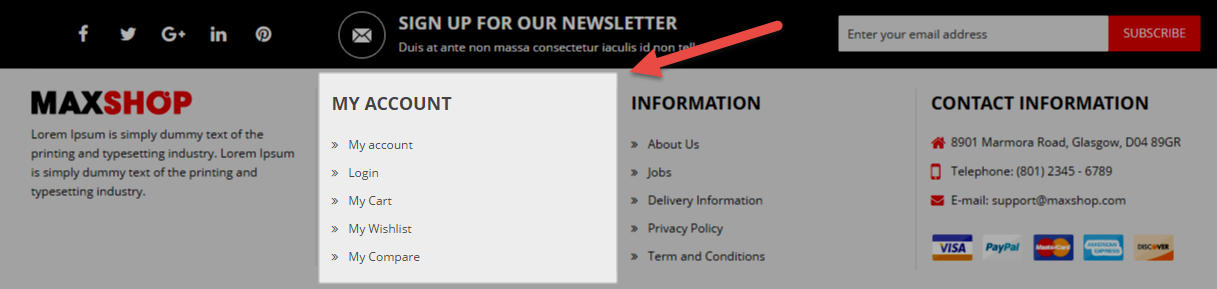 SIGN UP FOR OUR NEWSLETTER
Duis at ante non massa consectetur iaculis id non
Enter your email address
SUBSCRIBE
MAXSHOP
Lorem Ipsum is simply dummy text of the
printing and typesetting industry. Lorem Ipsum
is simply dummy text of the printing and
typesetting industry.
MY ACCOUNT
» My account
» Login
» My Cart
» My Wishlist
» My Compare
INFORMATION
» About Us
» Jobs
» Delivery Information
» Privacy Policy
» Term and Conditions
CONTACT INFORMATION
8901 Marmora Road, Glasgow, D04 89GR
Telephone: (801) 2345 - 6789
E-mail: support@maxshop.com
VISA
PayPal
MasterCard
AMERICAN EXPRESS
DISCOVER